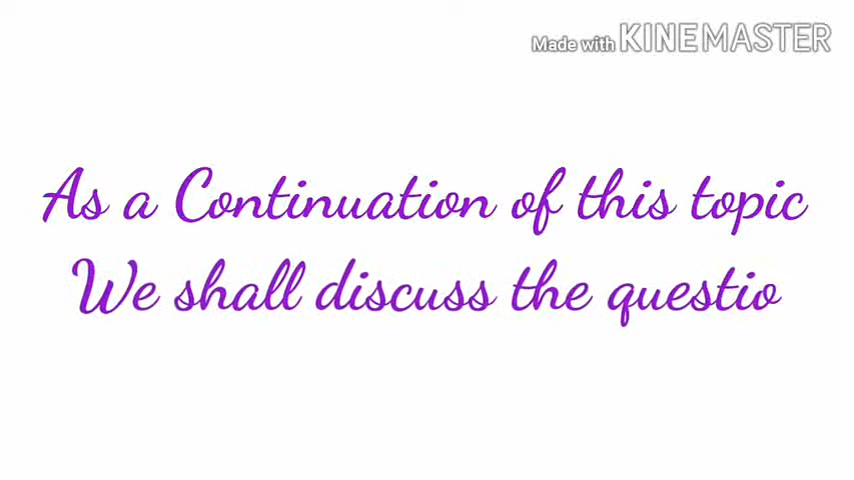 Made with KINEMASTER
As a Continuation of this topic
We shall discuss the questio